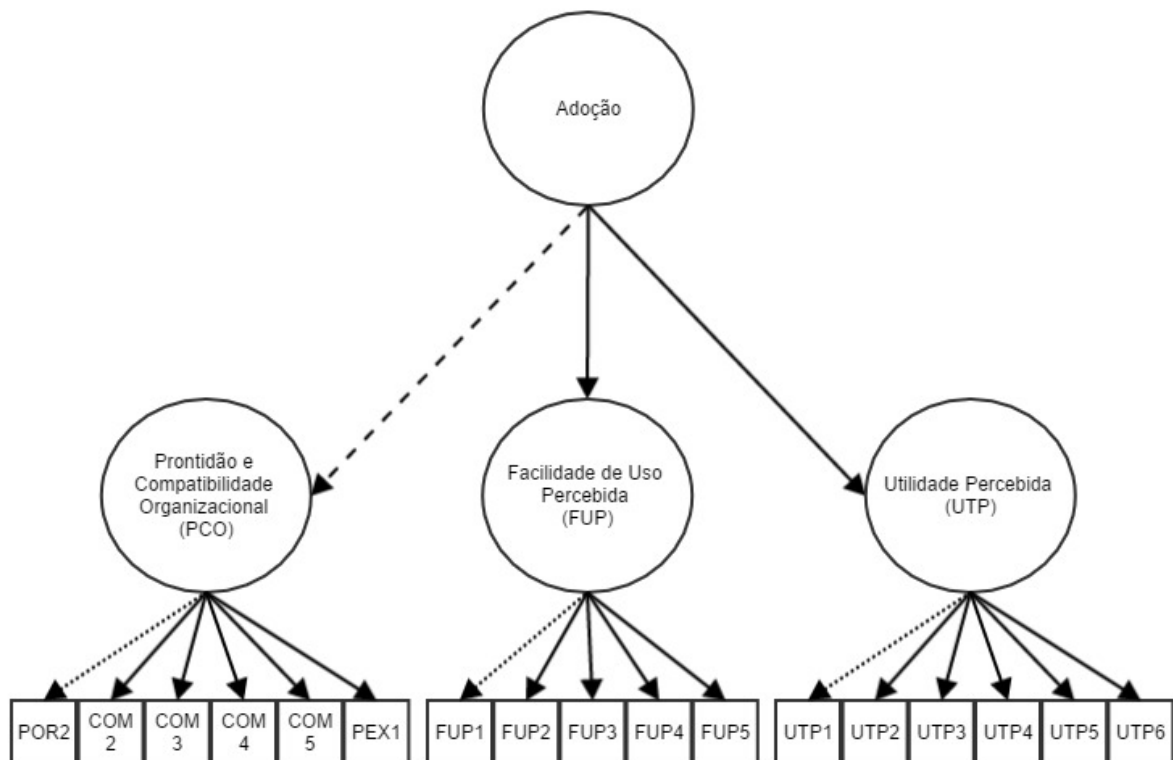 Adoção
Prontidão e
Compatibilidade
Organizacional
(PCO)
Facilidade de Uso
Percebida
(FUP)
Utilidade Percebida
(UTP)
POR2
COM
2
COM
3
COM
4
COM
5
PEX1
FUP1
FUP2
FUP3
FUP4
FUP5
UTP1
UTP2
UTP3
UTP4
UTP5
UTP6